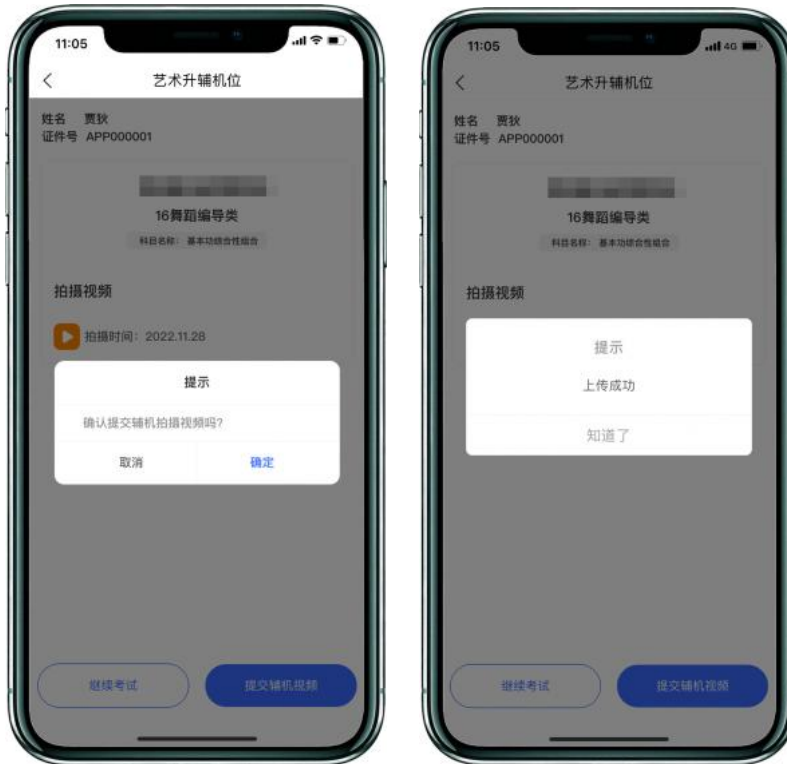 11:05
艺术升辅机位
姓名 贾狄
证件号 APP000001
16舞蹈编导类
科目名称： 基本功综合性组合
拍摄视频
拍摄时间：2022.11.28
提示
确认提交辅机拍摄视频吗?
取消 确定
继续考试 提交辅机视频
11:05 4G
艺术升辅机位
姓名 贾狄
证件号 APP000001
16舞蹈编导类
科目名称： 基本功综合性组合
拍摄视频
提示
上传成功
知道了
继续考试 提交辅机视频